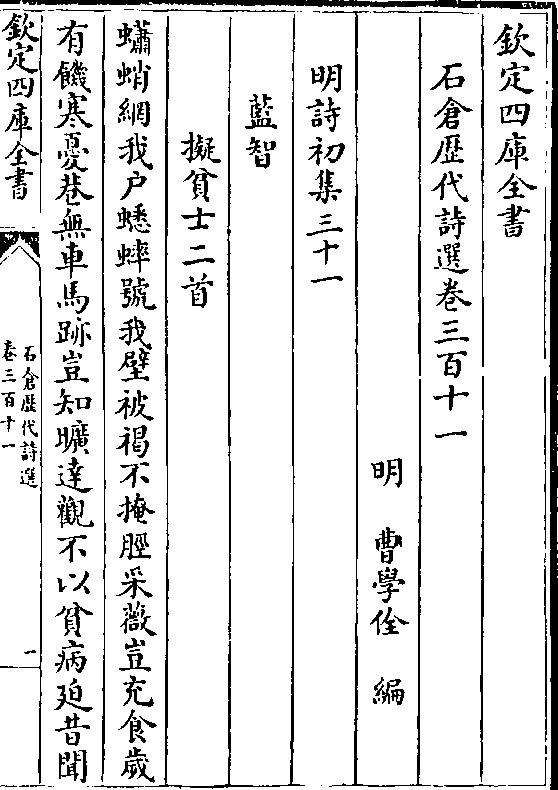 欽定四庫全書
石倉歴代詩選卷三百十一
明 曹學佺 編
明詩初集三十一
藍智
擬貧士二首
蠨蛸網我户蟋蟀號我壁被褐不掩脛采薇豈充食歲
有饑寒憂巷無車馬跡豈知曠達觀不以貧病廹昔聞
欽定四庫全書
石倉歴代詩選
卷三百十一
一